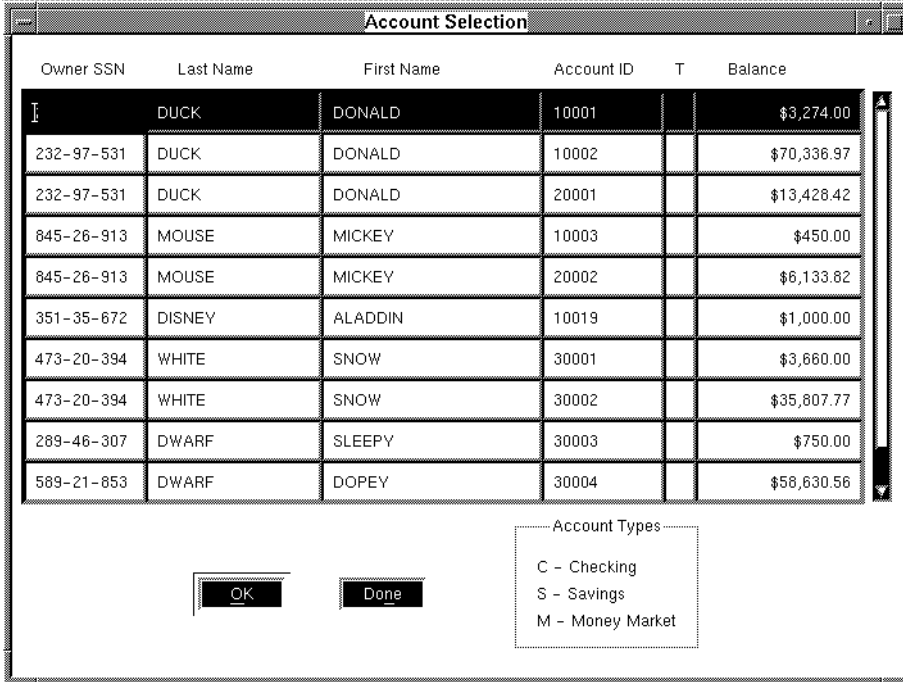 Account Selection
Owner SSN Last Name First Name Account ID T Balance
DUCK DONALD 10001 $3,274.00
232-97-531 DUCK DONALD 10002 $70,336.97
232-97-531 DUCK DONALD 20001 $13,428.42
845-26-913 MOUSE MICKEY 10003 $450.00
845-26-913 MOUSE MICKEY 20002 $6,133.82
351-35-672 DISNEY ALADDIN 10019 $1,000.00
473-20-394 WHITE SNOW 30001 $3,660.00
473-20-394 WHITE SNOW 30002 $35,807.77
289-46-307 DWARF SLEEPY 30003 $750.00
589-21-853 DWARF DOPEY 30004 $58,630.56
Account Types
C - Checking
S - Savings
M - Money Market
OK Done